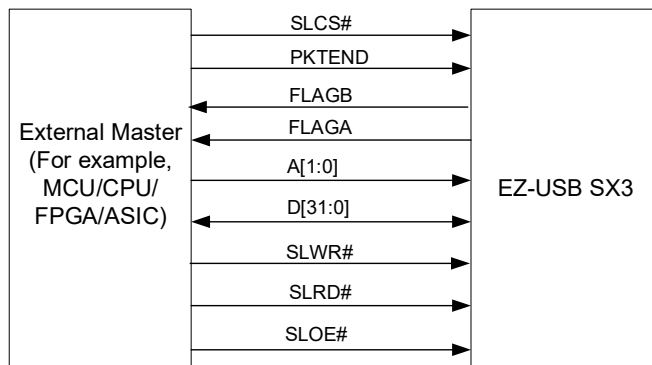 SLCS#
PKTEND
FLAGB
FLAGA
External Master
(For example,
MCU/CPU/
FPGA/ASIC)
A[1:0]
EZ-USB SX3
D[31:0]
SLWR#
SLRD#
SLOE#